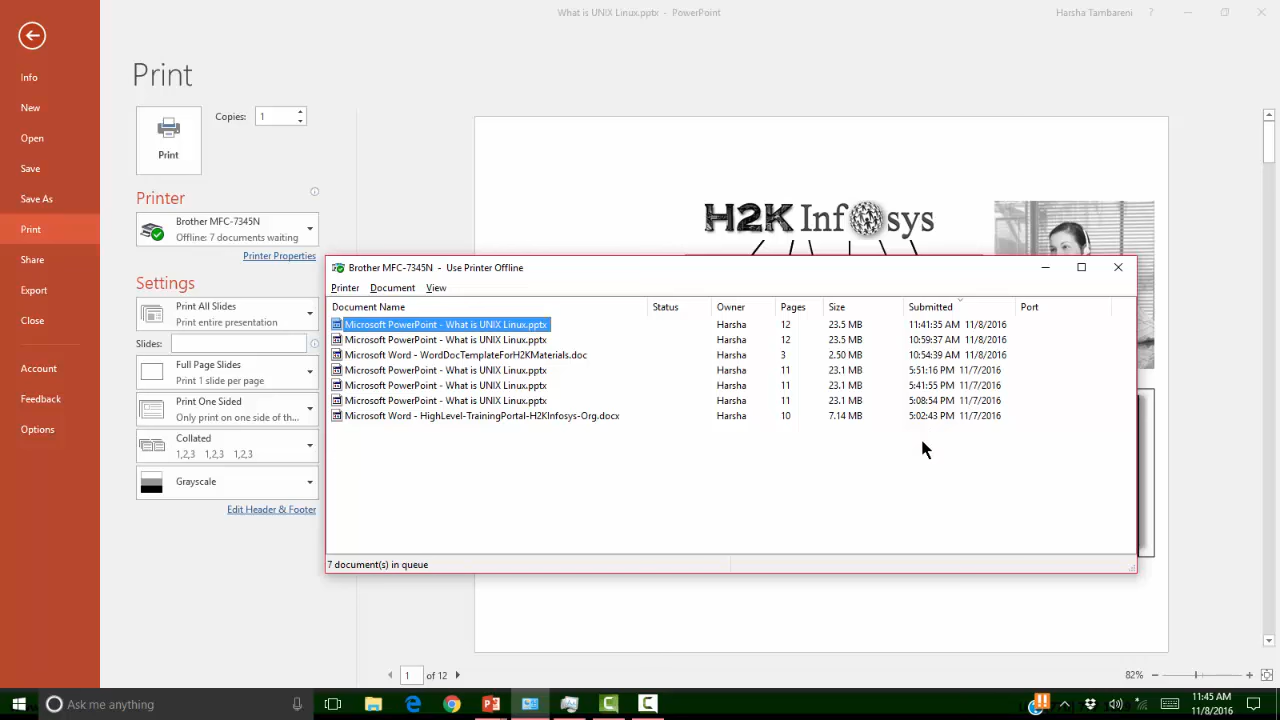 What is UNIX Linux.pptx - PowerPoint
Harsha Tambareni
?
Info
New
Open
Save
Save As
Print
Share
Export
Close
Account
Feedback
Options
Print
Print
Copies: 1
Printer
Brother MFC-7345N
Offline: 7 documents waiting
Printer Properties
Settings
Print All Slides
Print entire presentation
Slides:
Full Page Slides
Print 1 slide per page
Print One Sided
Only print on one side of th...
Collated
1,2,3 1,2,3 1,2,3
Grayscale
Edit Header & Footer
H2K Infosys
Brother MFC-7345N - Use Printer Offline
Printer Document View
Document Name Status Owner Pages Size Submitted Port
Microsoft PowerPoint - What is UNIX Linux.pptx Harsha 12 23.5 MB 11:41:35 AM 11/8/2016
Microsoft PowerPoint - What is UNIX Linux.pptx Harsha 12 23.5 MB 10:59:37 AM 11/8/2016
Microsoft Word - WordDocTemplateForH2KMaterials.doc Harsha 3 2.50 MB 10:54:39 AM 11/8/2016
Microsoft PowerPoint - What is UNIX Linux.pptx Harsha 11 23.1 MB 5:51:16 PM 11/7/2016
Microsoft PowerPoint - What is UNIX Linux.pptx Harsha 11 23.1 MB 5:41:55 PM 11/7/2016
Microsoft PowerPoint - What is UNIX Linux.pptx Harsha 11 23.1 MB 5:08:54 PM 11/7/2016
Microsoft Word - HighLevel-TrainingPortal-H2KInfosys-Org.docx Harsha 10 7.14 MB 5:02:43 PM 11/7/2016
7 document(s) in queue
1 of 12
82%
Ask me anything
11:45 AM
11/8/2016